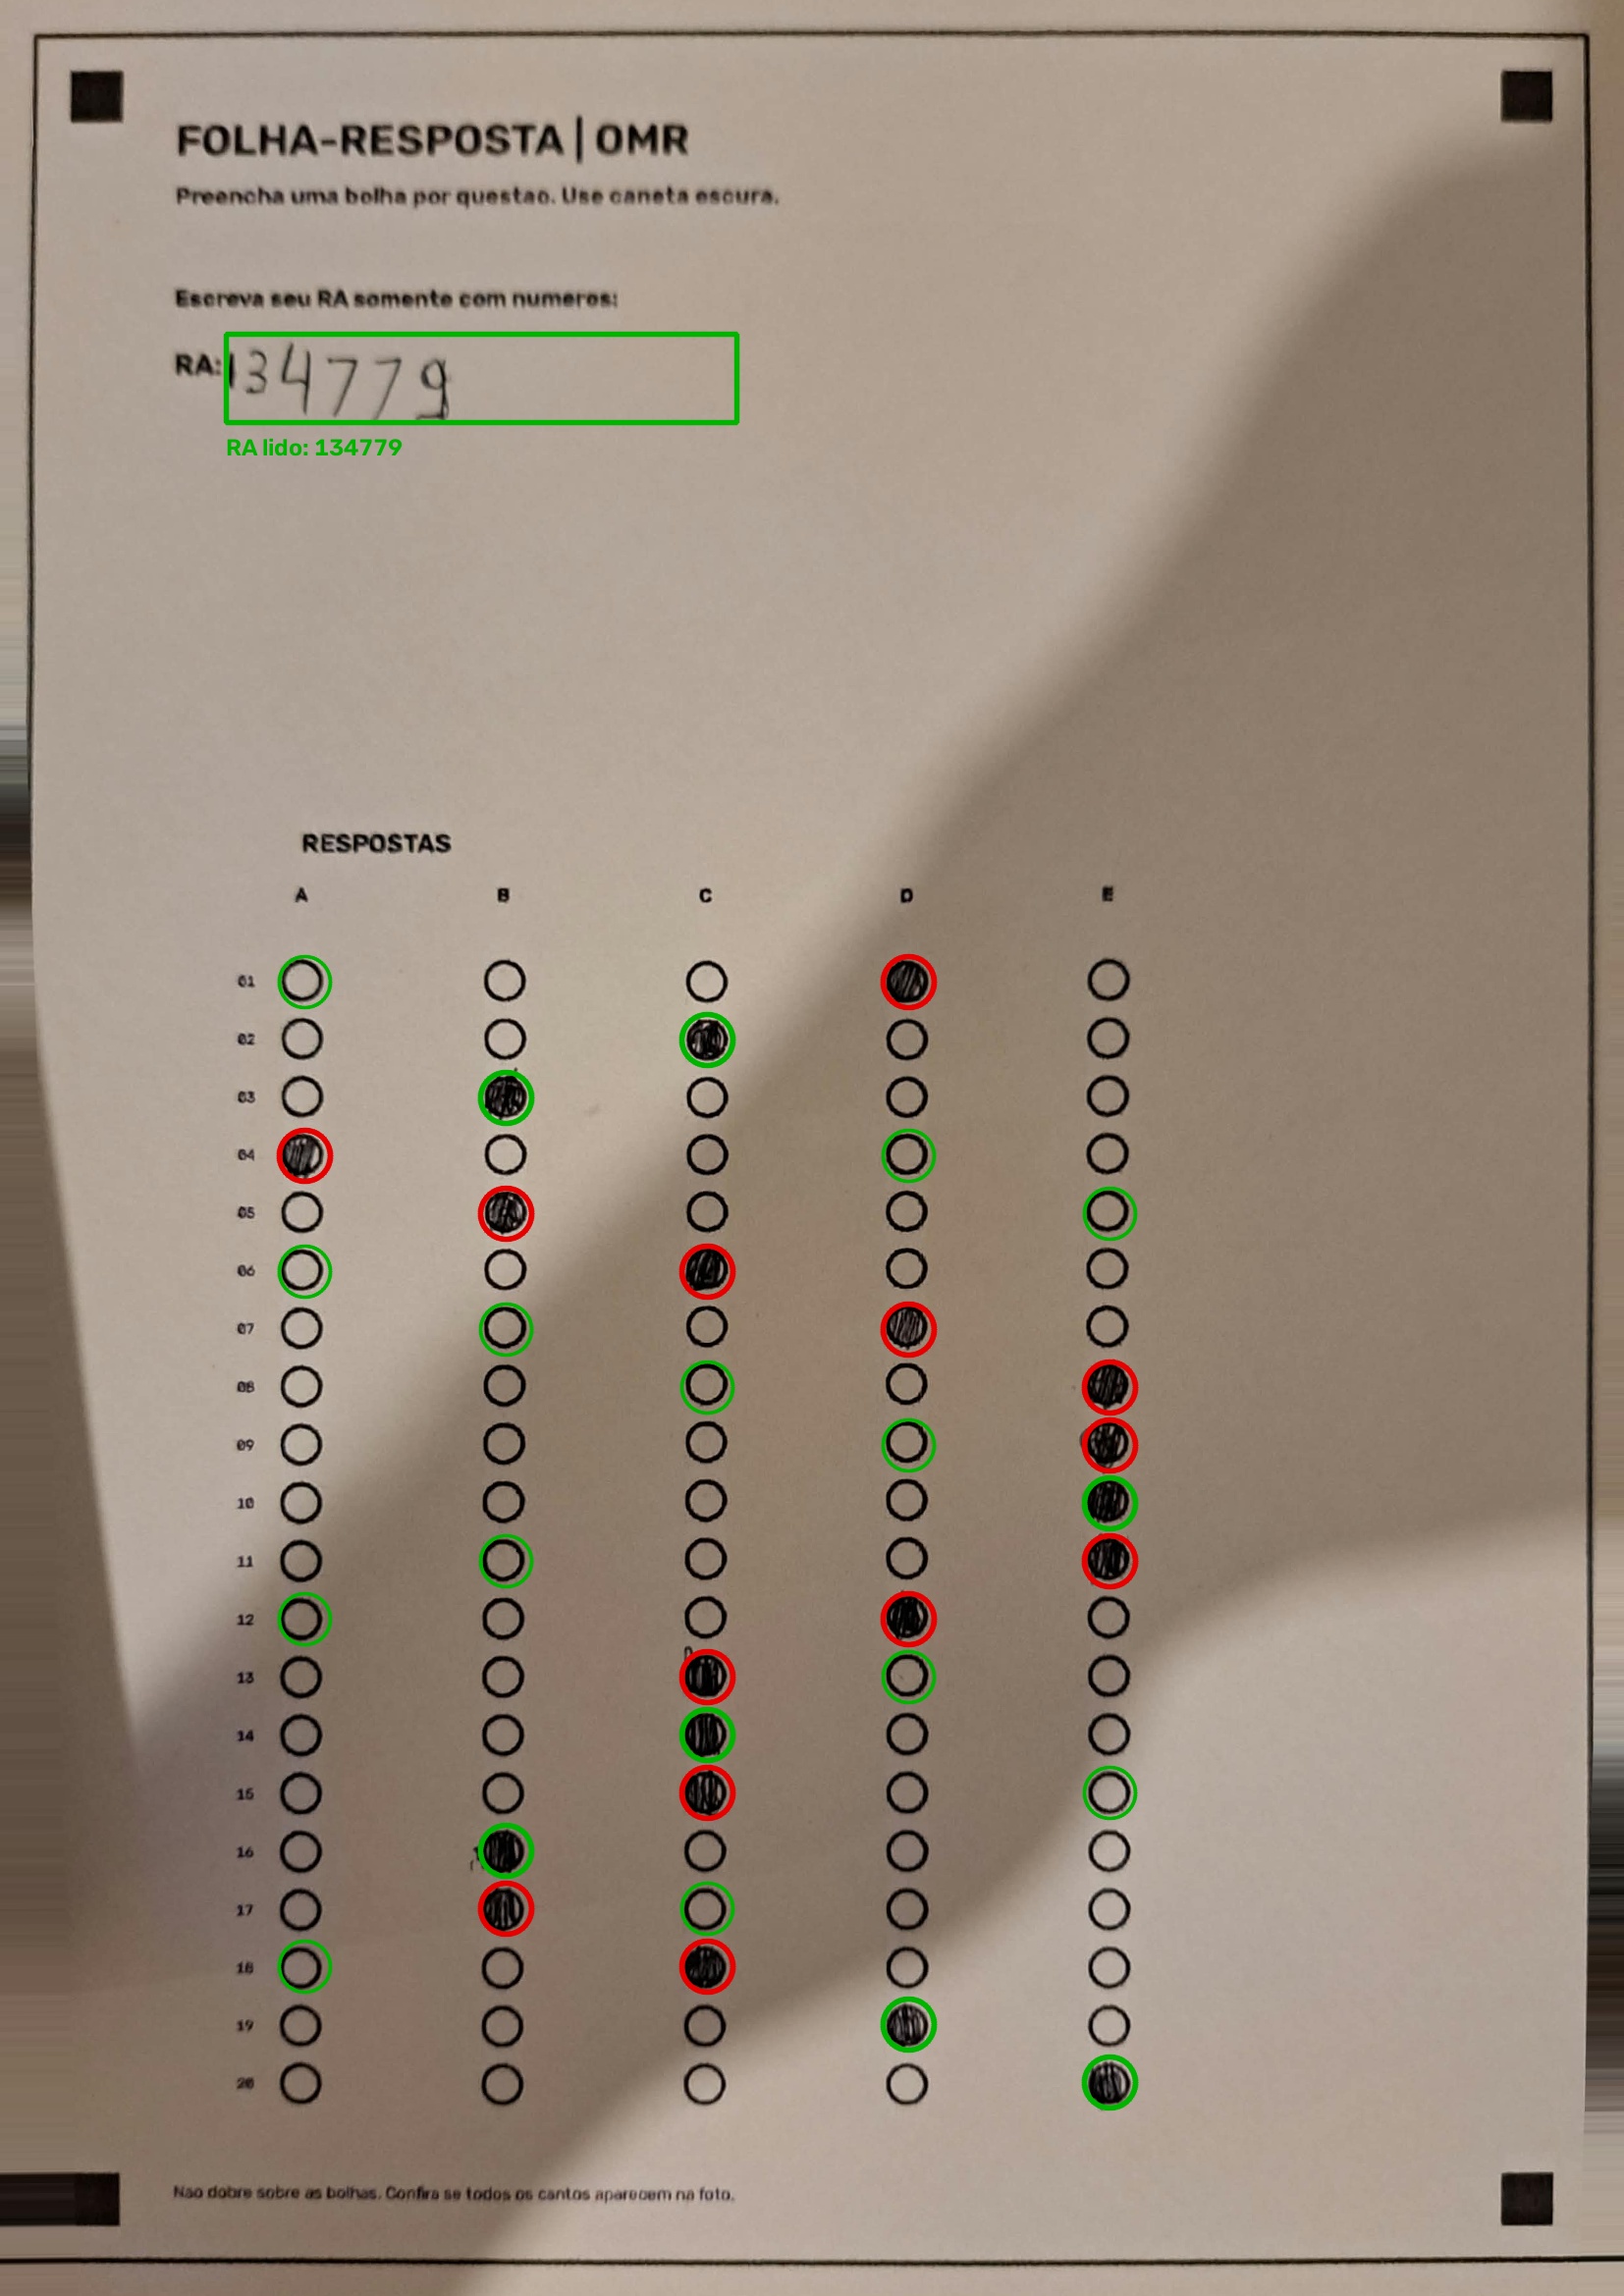 FOLHA-RESPOSTA | OMR
Preencha uma bolha por questao. Use caneta escura.
Escreva seu RA somente com numeros:
RA: 134779
RA lido: 134779
RESPOSTAS
A B C D E
01
02
03
04
05
06
07
08
09
10
11
12
13
14
15
16
17
18
19
20
Nao dobre sobre as bolhas. Confira se todos os cantos aparecem na foto.